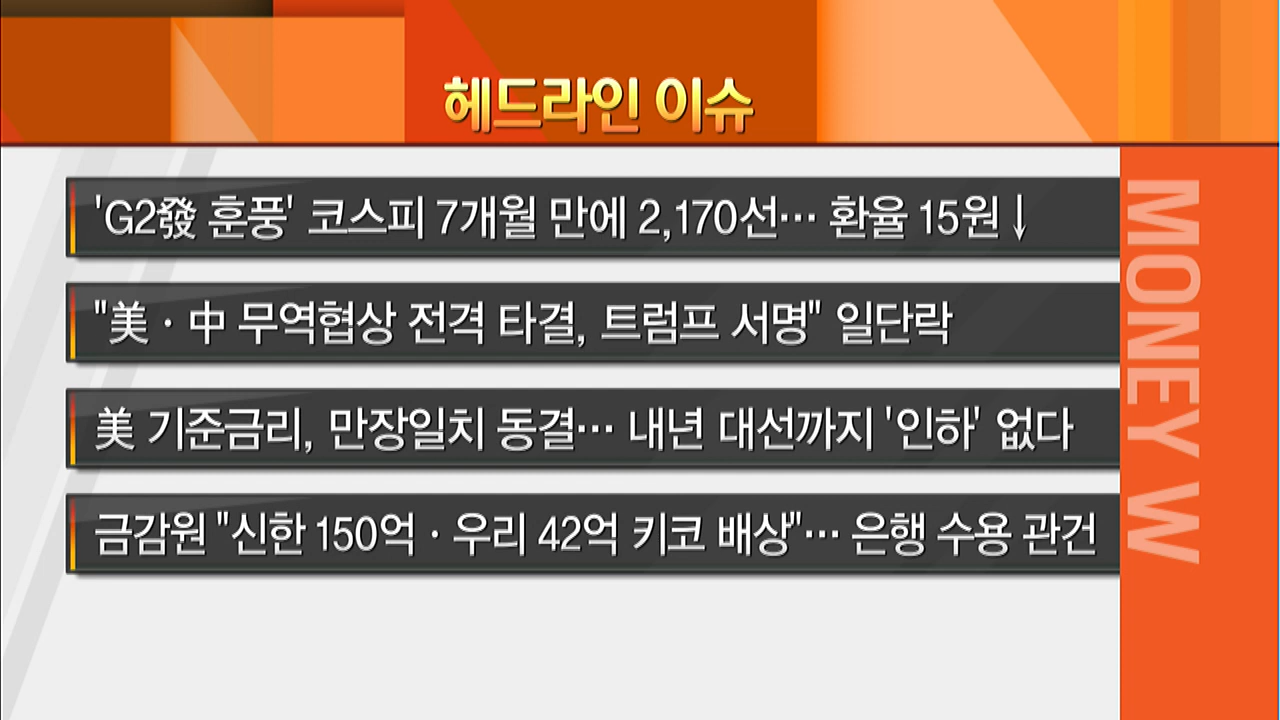 헤드라인 이슈
'G2發 훈풍' 코스피 7개월 만에 2,170선… 환율 15원↓
"美·中 무역협상 전격 타결, 트럼프 서명" 일단락
美 기준금리, 만장일치 동결… 내년 대선까지 '인하' 없다
금감원 "신한 150억·우리 42억 키코 배상"… 은행 수용 관건
MONEY W